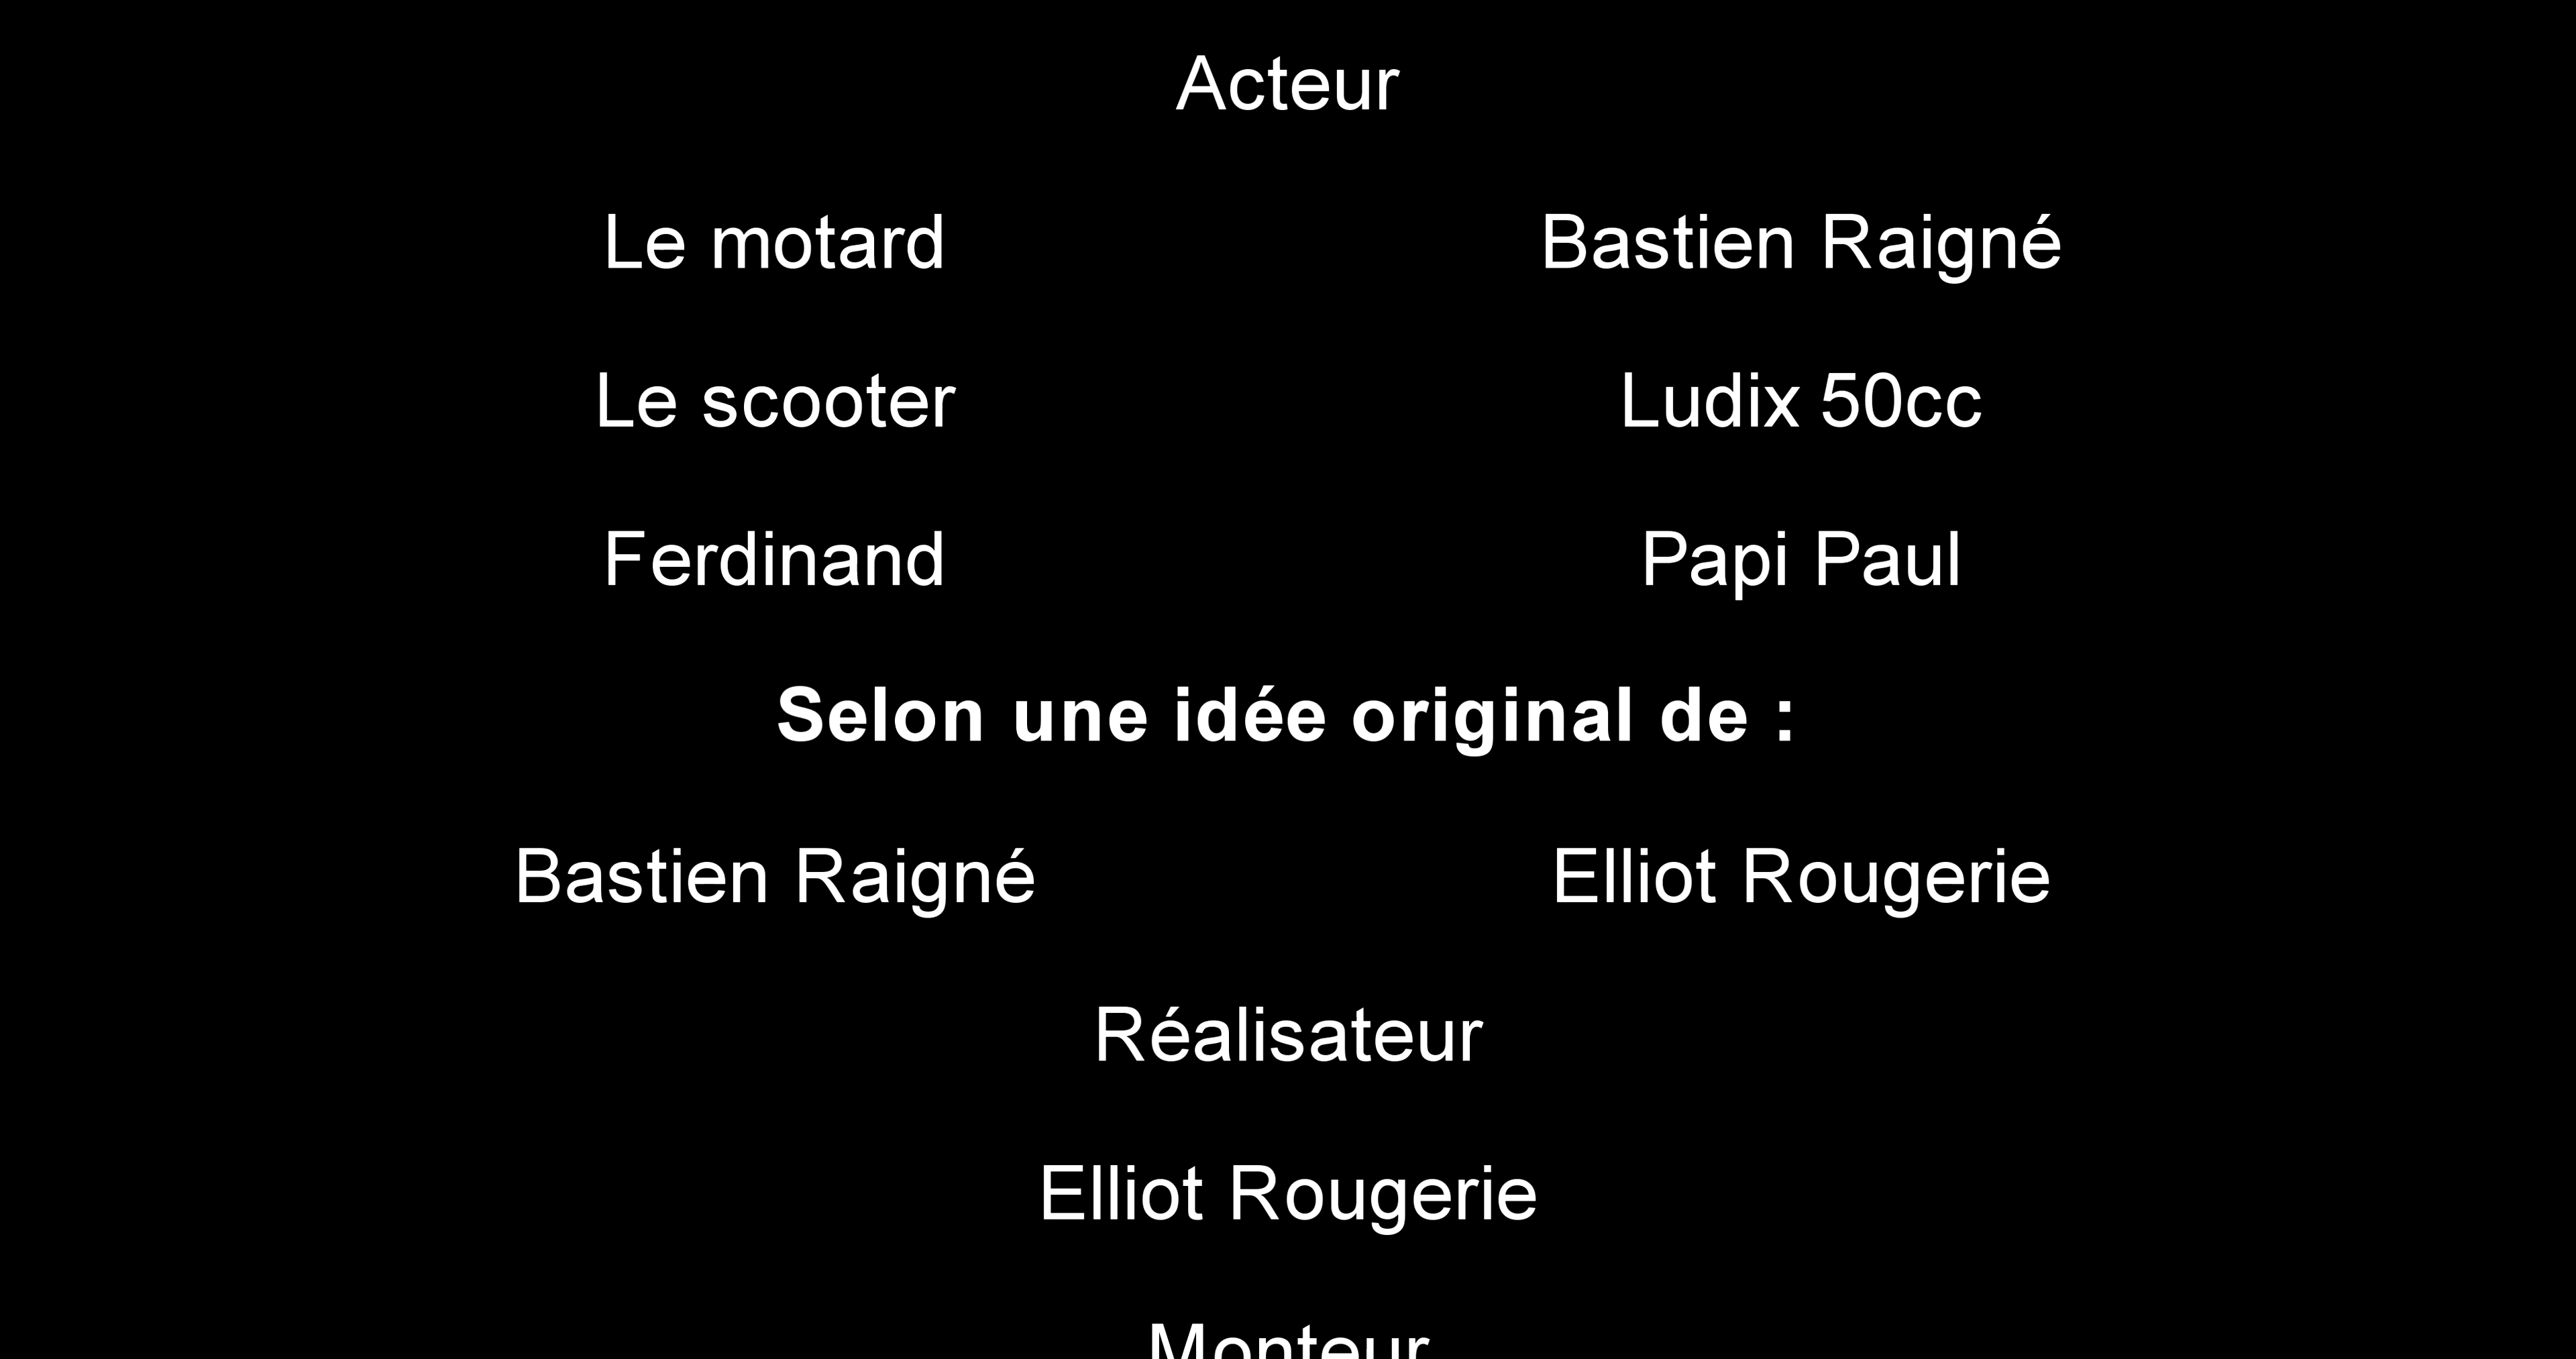 Acteur
Le motard Bastien Raigné
Le scooter Ludix 50cc
Ferdinand Papi Paul
Selon une idée original de :
Bastien Raigné Elliot Rougerie
Réalisateur
Elliot Rougerie
Monteur